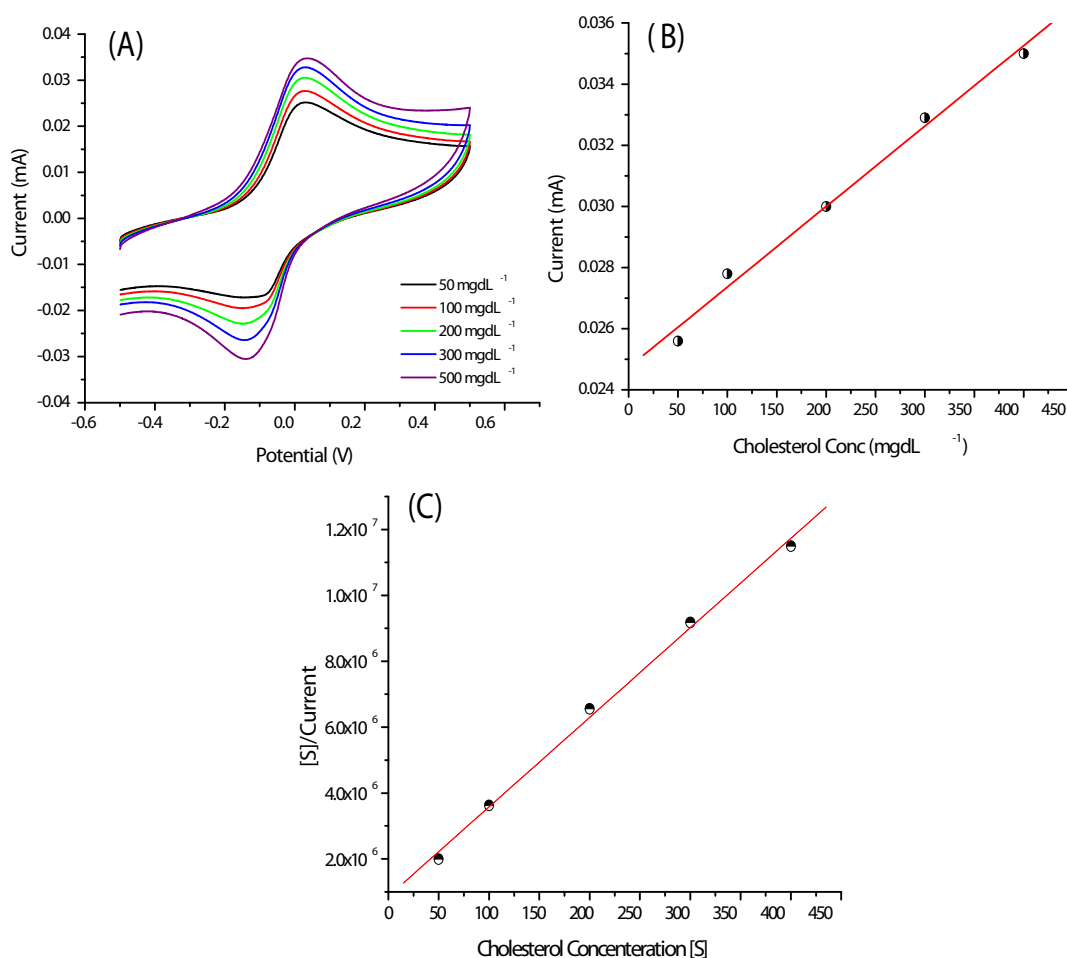 (A)
0.04
0.03
0.02
0.01
0.00
-0.01
-0.02
-0.03
-0.04
-0.6
-0.4
-0.2
0.0
0.2
0.4
0.6
Current (mA)
Potential (V)
50 mgdL -1
100 mgdL -1
200 mgdL -1
300 mgdL -1
500 mgdL -1
(B)
0.036
0.034
0.032
0.030
0.028
0.026
0.024
0
50
100
150
200
250
300
350
400
450
Current (mA)
Cholesterol Conc (mgdL -1)
(C)
1.2x10 7
1.0x10 7
8.0x10 6
6.0x10 6
4.0x10 6
2.0x10 6
0
50
100
150
200
250
300
350
400
450
[S]/Current
Cholesterol Concenteration [S]